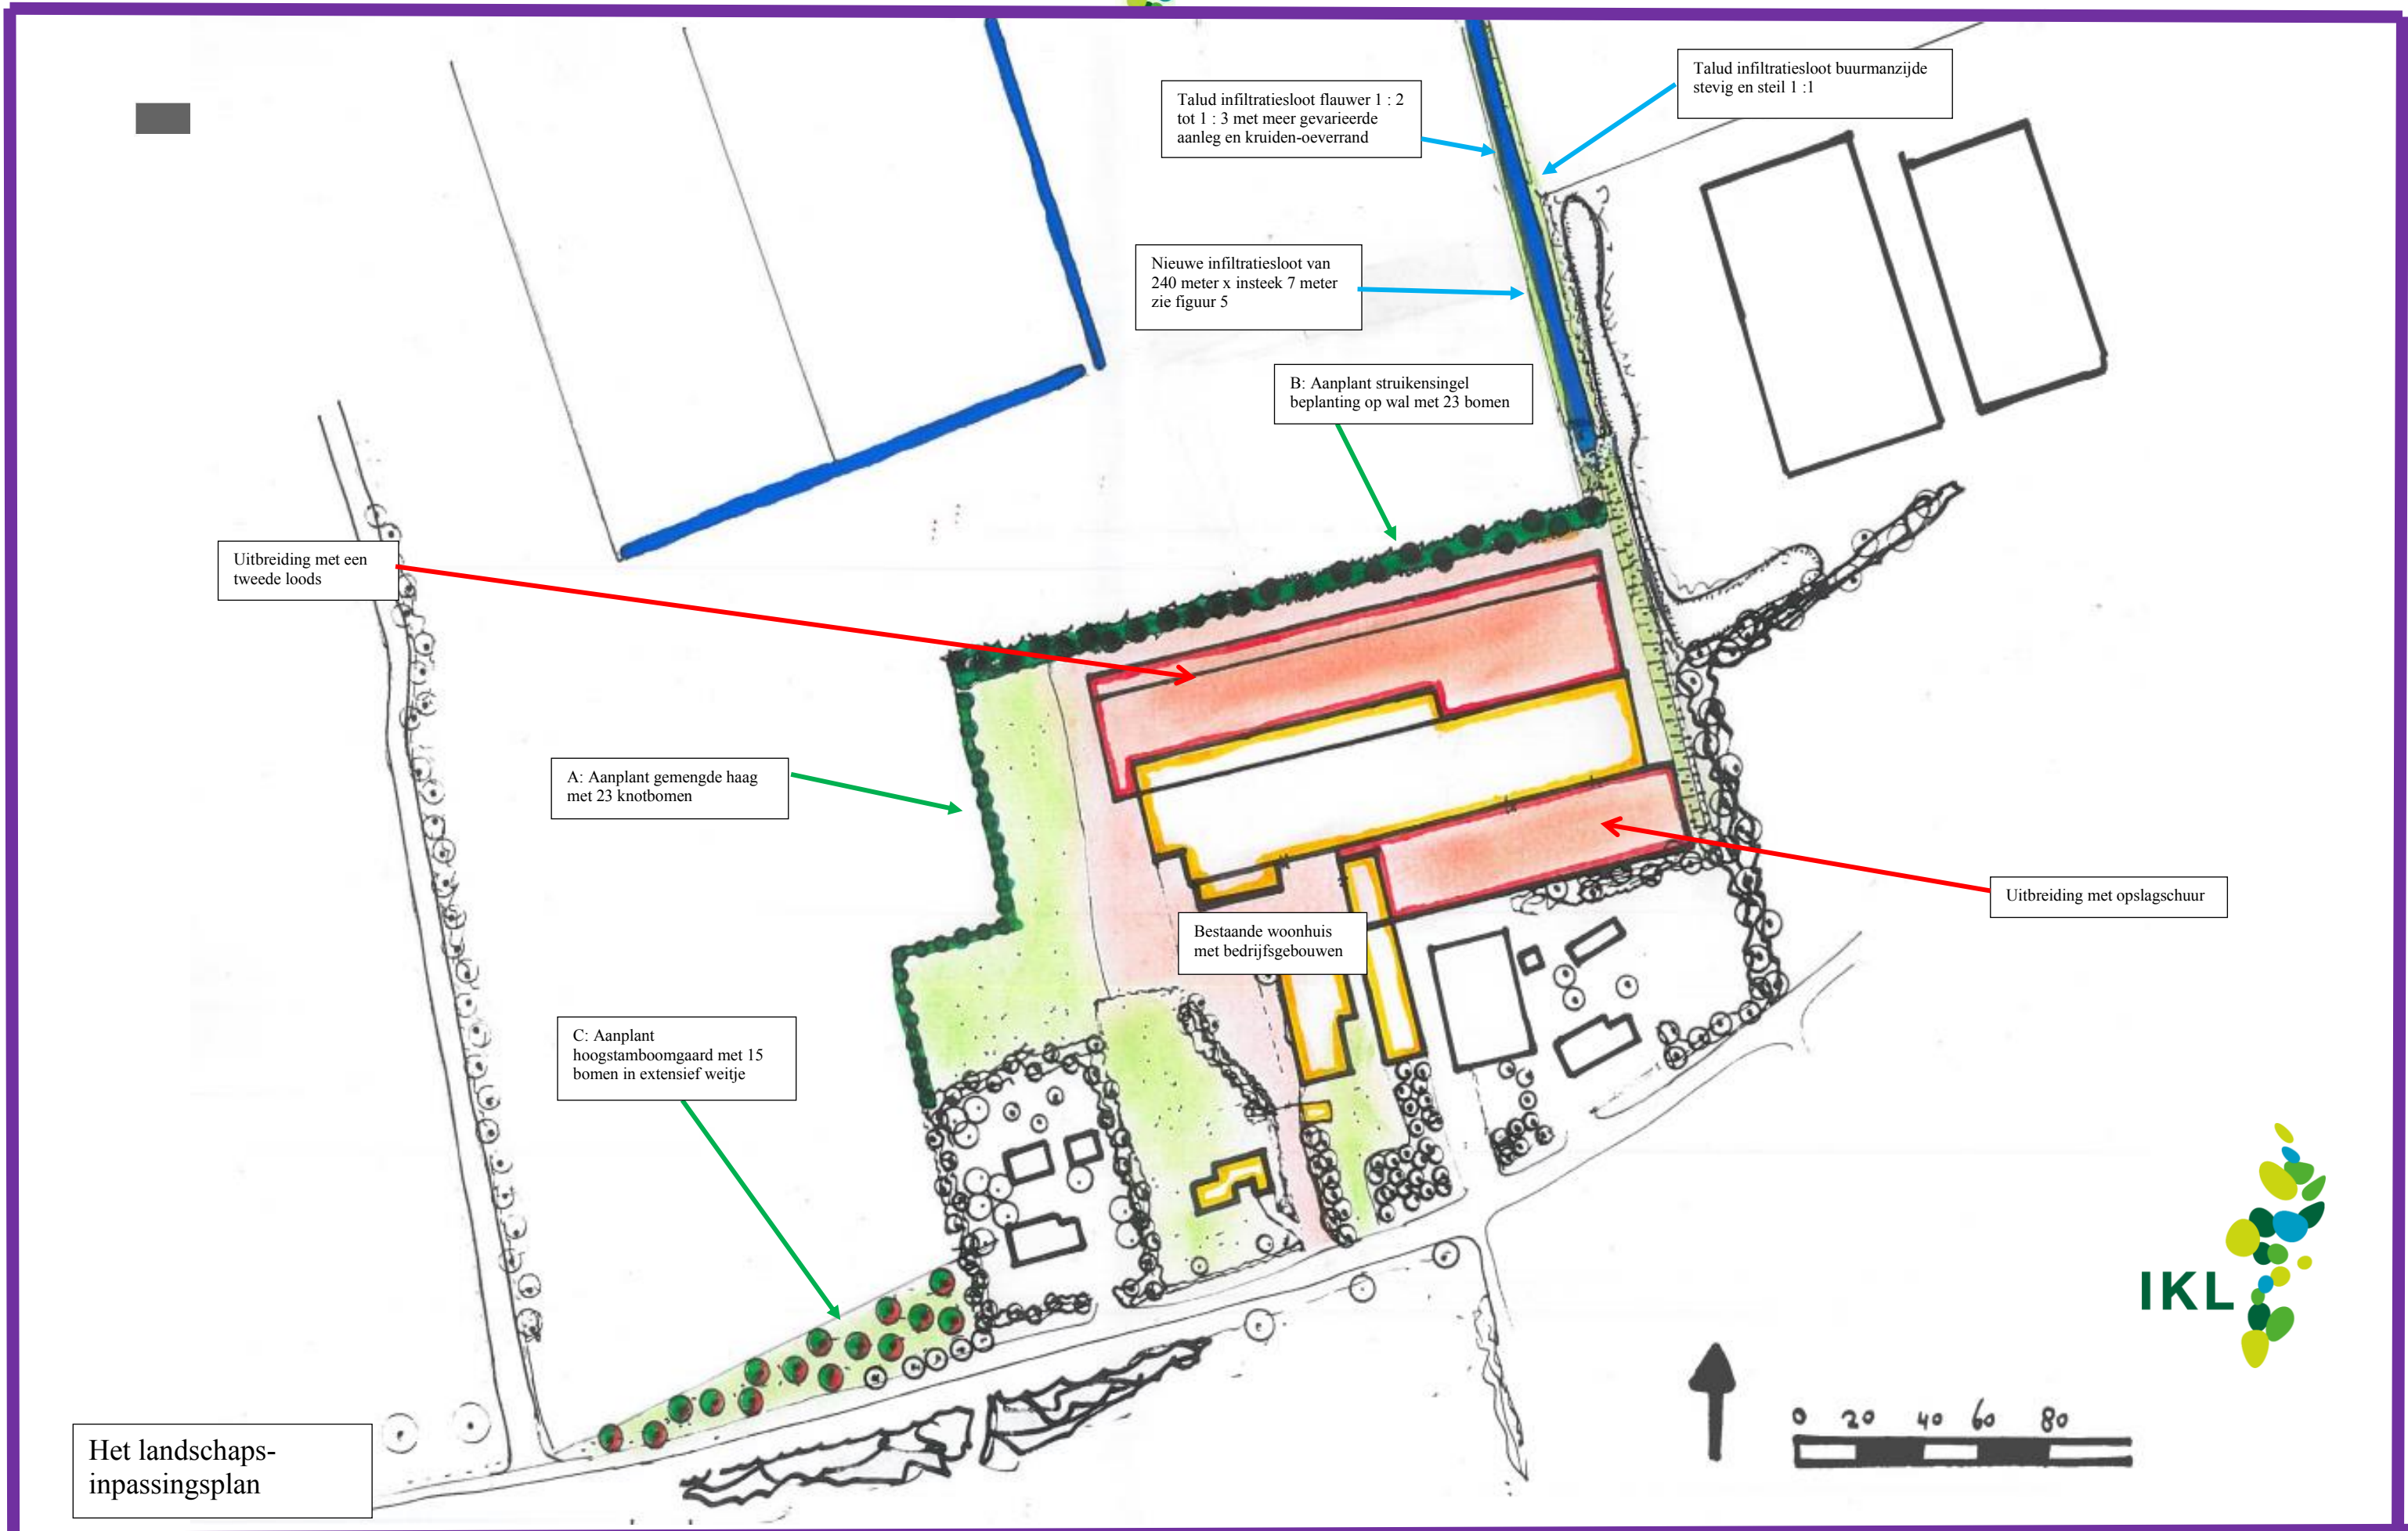 Talud infiltratiesloot buurmanzijde
stevig en steil 1 :1
Talud infiltratiesloot flauwer 1 : 2
tot 1 : 3 met meer gevarieerde
aanleg en kruiden-oeverrand
Nieuwe infiltratiesloot van
240 meter x insteek 7 meter
zie figuur 5
B: Aanplant struikensingel
beplanting op wal met 23 bomen
Uitbreiding met een
tweede loods
A: Aanplant gemengde haag
met 23 knotbomen
Uitbreiding met opslagschuur
Bestaande woonhuis
met bedrijfsgebouwen
C: Aanplant
hoogstamboomgaard met 15
bomen in extensief weitje
IKL
0 20 40 60 80
Het landschaps-
inpassingsplan